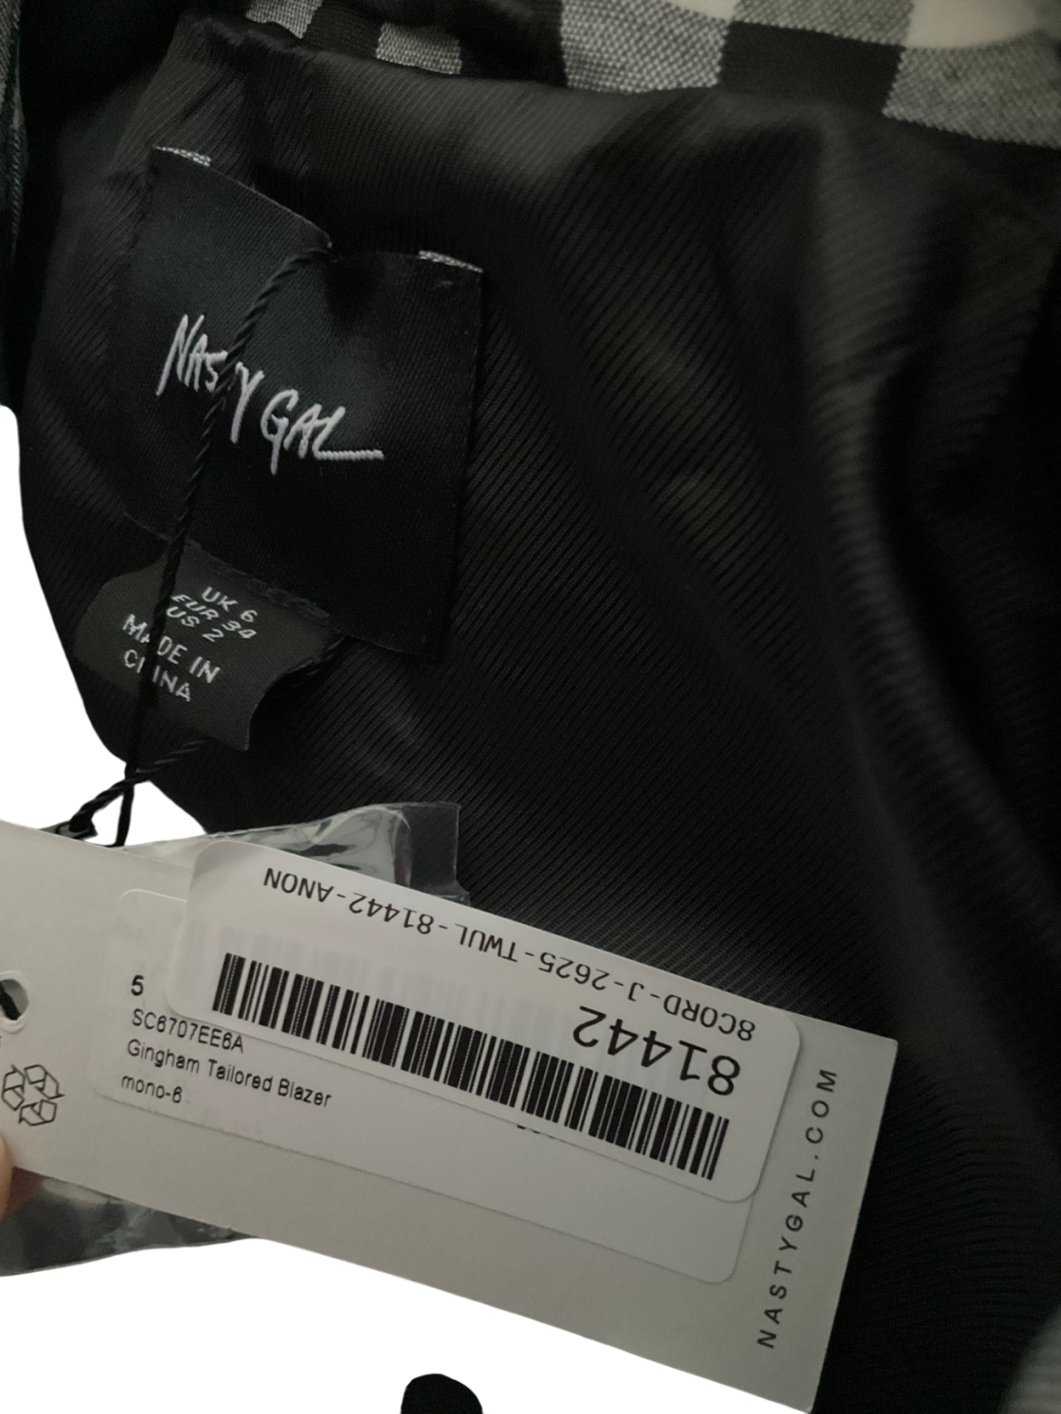 NASTY GAL
UK 6
EUR 34
US 2
MADE IN
CHINA
8CORD-J-2625-TWUL-81442-ANON
81442
5
SC6707EE6A
Gingham Tailored Blazer
mono-6
NASTYGAL.COM